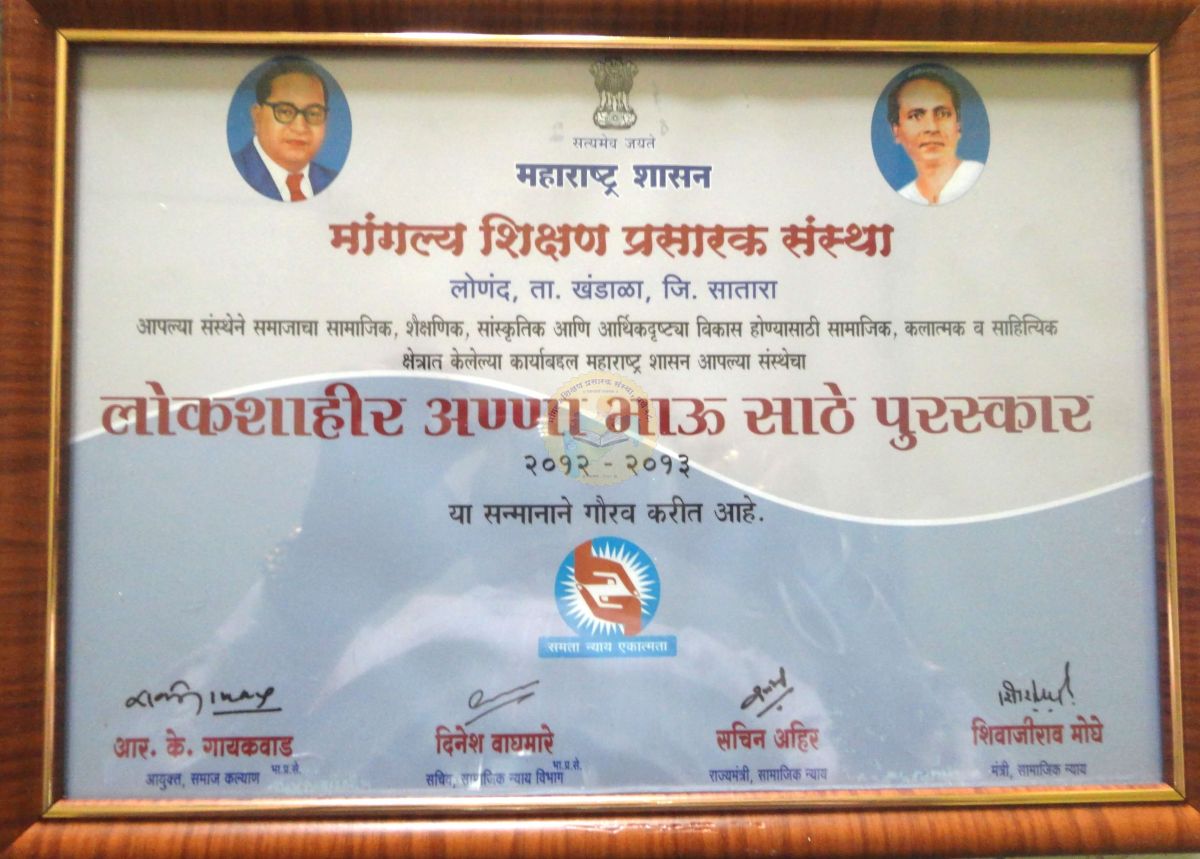 सत्यमेव जयते
महाराष्ट्र शासन
मांगल्य शिक्षण प्रसारक संस्था
लोणंद, ता. खंडाळा, जि. सातारा
आपल्या संस्थेने समाजाचा सामाजिक, शैक्षणिक, सांस्कृतिक आणि आर्थिकदृष्ट्या विकास होण्यासाठी सामाजिक, कलात्मक व साहित्यिक
क्षेत्रात केलेल्या कार्याबद्दल महाराष्ट्र शासन आपल्या संस्थेचा
लोकशाहीर अण्णा भाऊ साठे पुरस्कार
२०१२ - २०१३
या सन्मानाने गौरव करीत आहे.
समता न्याय एकात्मता
आर. के. गायकवाड भा.प्र.से.
आयुक्त, समाज कल्याण
दिनेश वाघमारे भा.प्र.से.
सचिव, सामाजिक न्याय विभाग
सचिन अहिर
राज्यमंत्री, सामाजिक न्याय
शिवाजीराव मोघे
मंत्री, सामाजिक न्याय